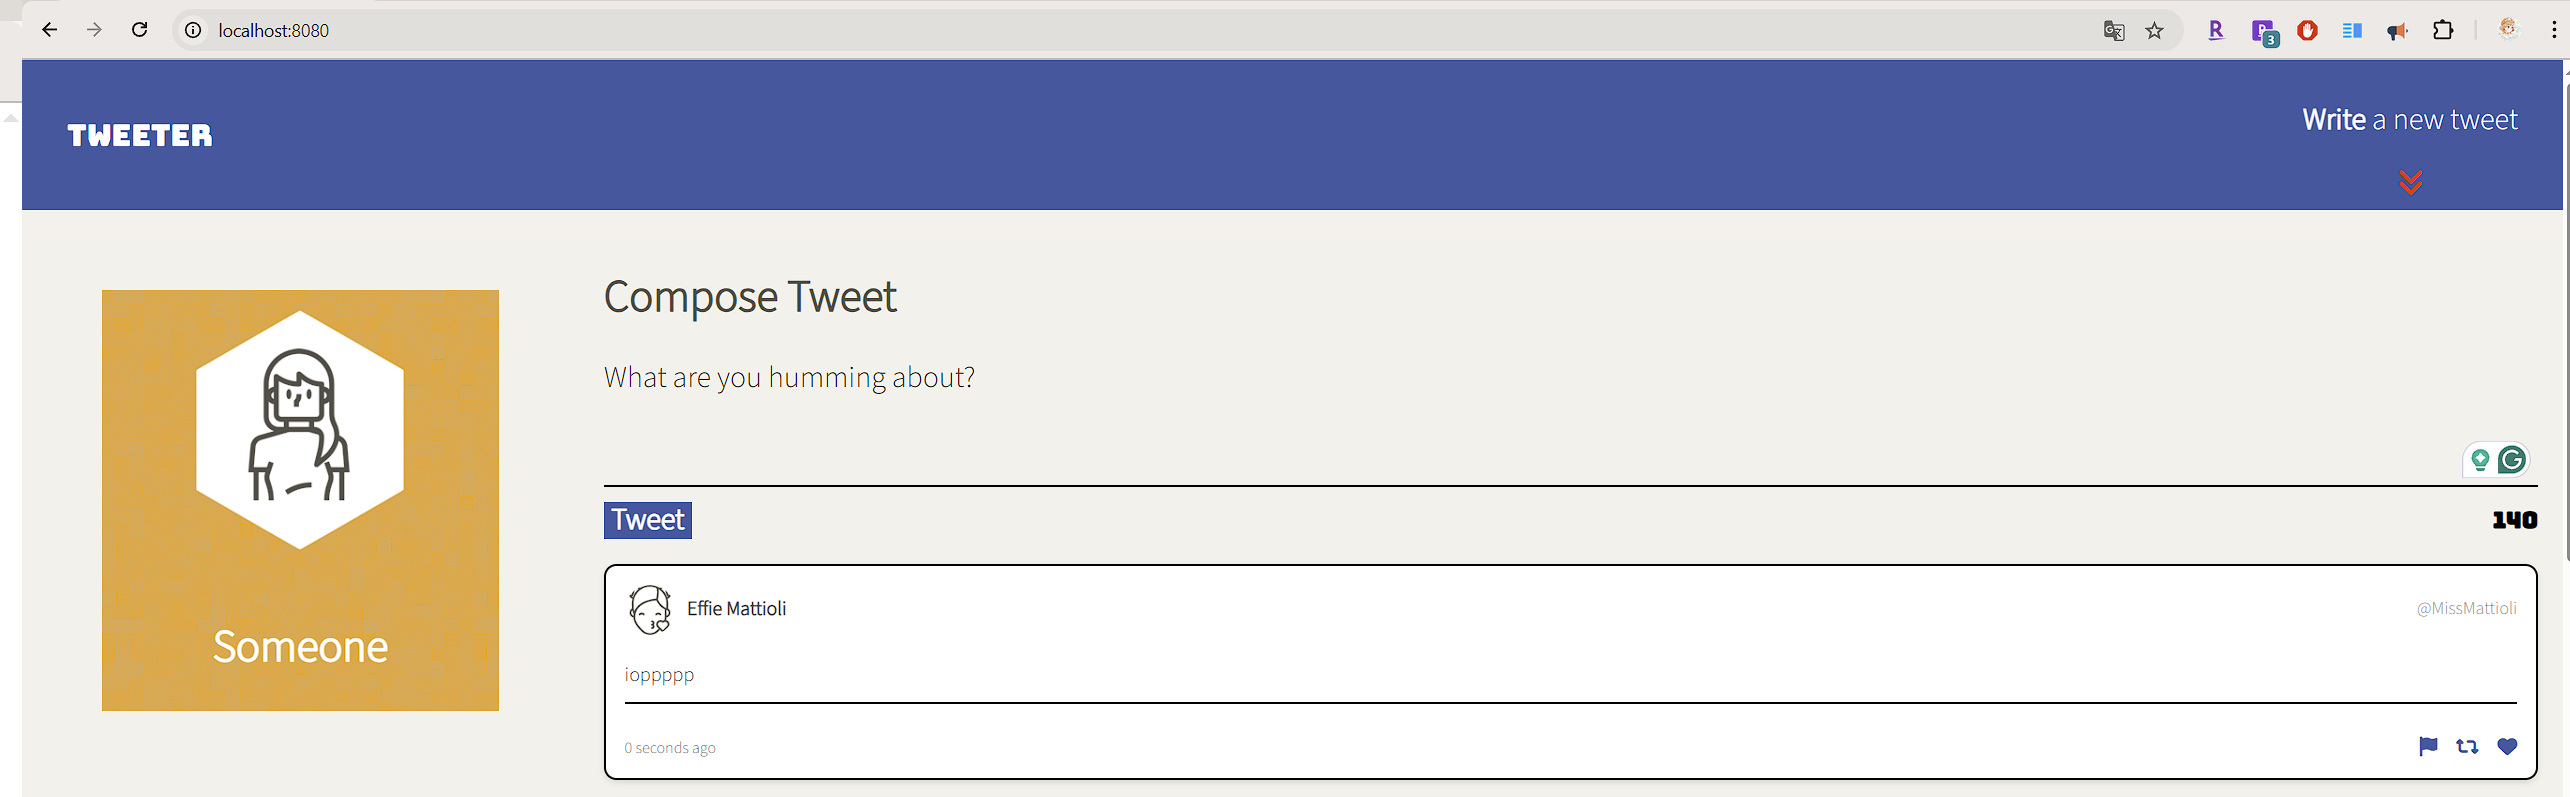 localhost:8080
R
3
TWEETER
Write a new tweet
Compose Tweet
What are you humming about?
G
Tweet
140
Someone
Effie Mattioli
@MissMattioli
ioppppp
0 seconds ago